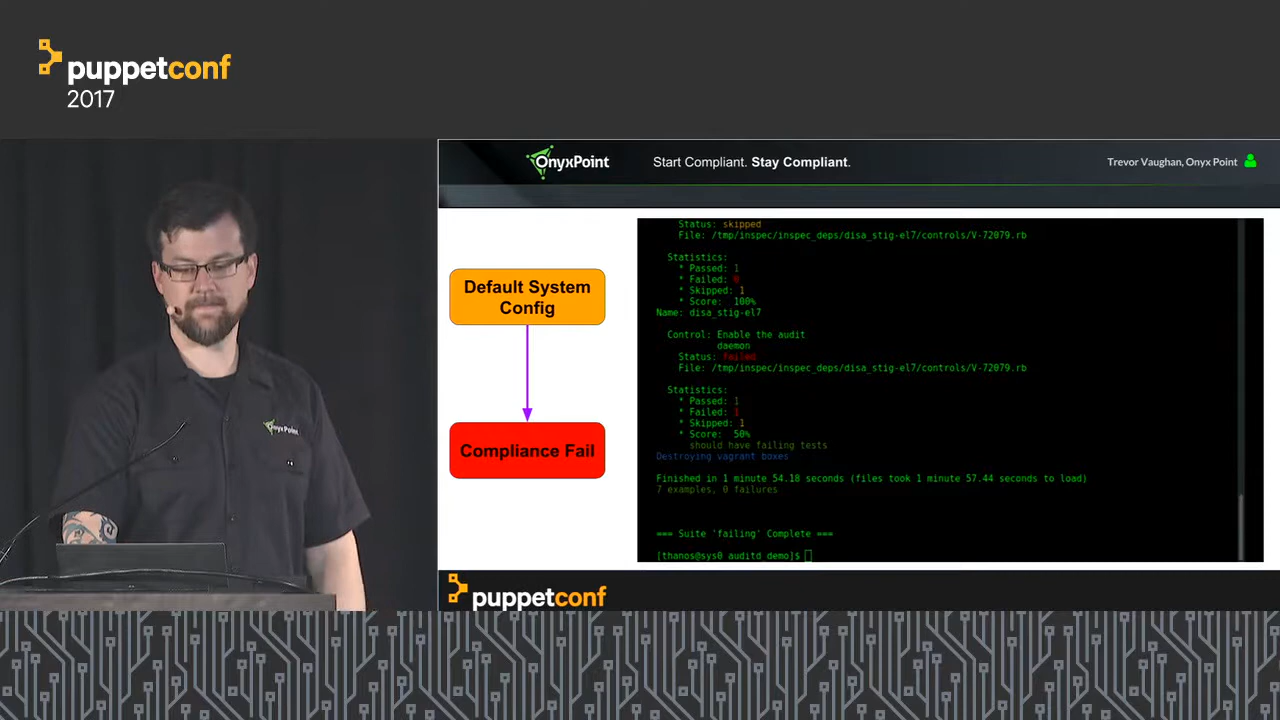 puppetconf
2017
OnyxPoint
Start Compliant. Stay Compliant.
Trevor Vaughan, Onyx Point
Default System
Config
Compliance Fail
Status: skipped
File: /tmp/inspec/inspec_deps/disa_stig-el7/controls/V-72079.rb
Statistics:
* Passed: 1
* Failed: 0
* Skipped: 1
* Score: 100%
Name: disa_stig-el7
Control: Enable the audit
daemon
Status: failed
File: /tmp/inspec/inspec_deps/disa_stig-el7/controls/V-72079.rb
Statistics:
* Passed: 1
* Failed: 1
* Skipped: 1
* Score: 50%
should have failing tests
Destroying vagrant boxes
Finished in 1 minute 54.18 seconds (files took 1 minute 57.44 seconds to load)
7 examples, 0 failures
=== Suite 'failing' Complete ===
[thanos@sys0 auditd_demo]$
OnyxPoint
puppetconf